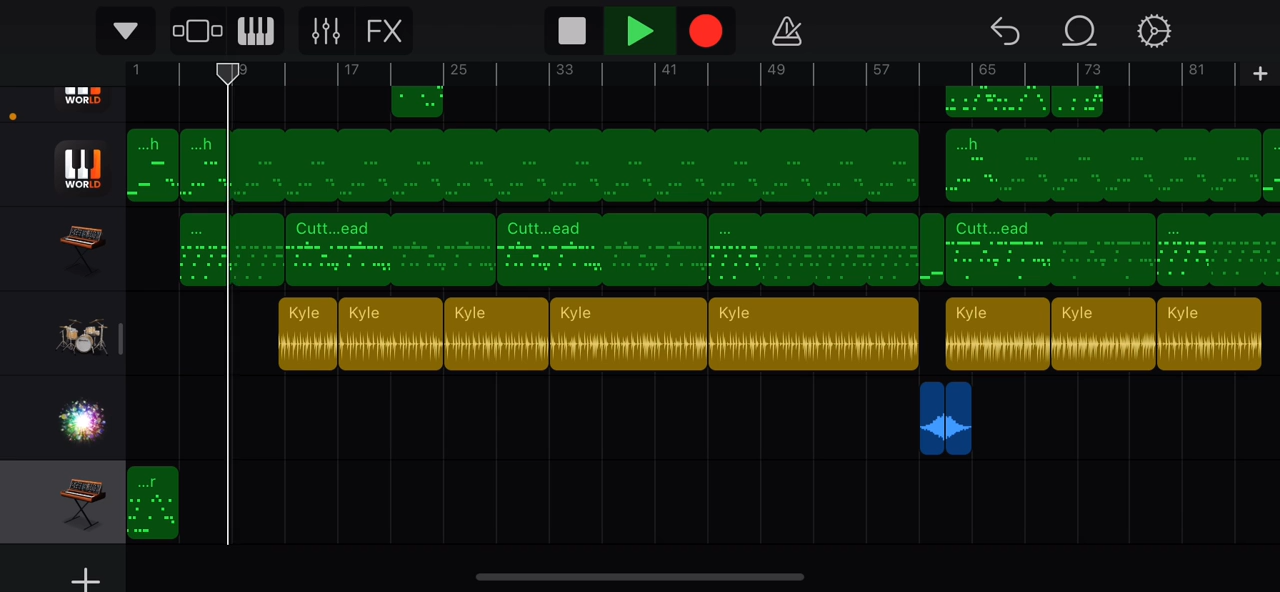 FX
1 9 17 25 33 41 49 57 65 73 81
WORLD
...h ...h ...h ...
WORLD
... Cutt...ead Cutt...ead ... Cutt...ead ...
Kyle Kyle Kyle Kyle Kyle Kyle Kyle Kyle
...r